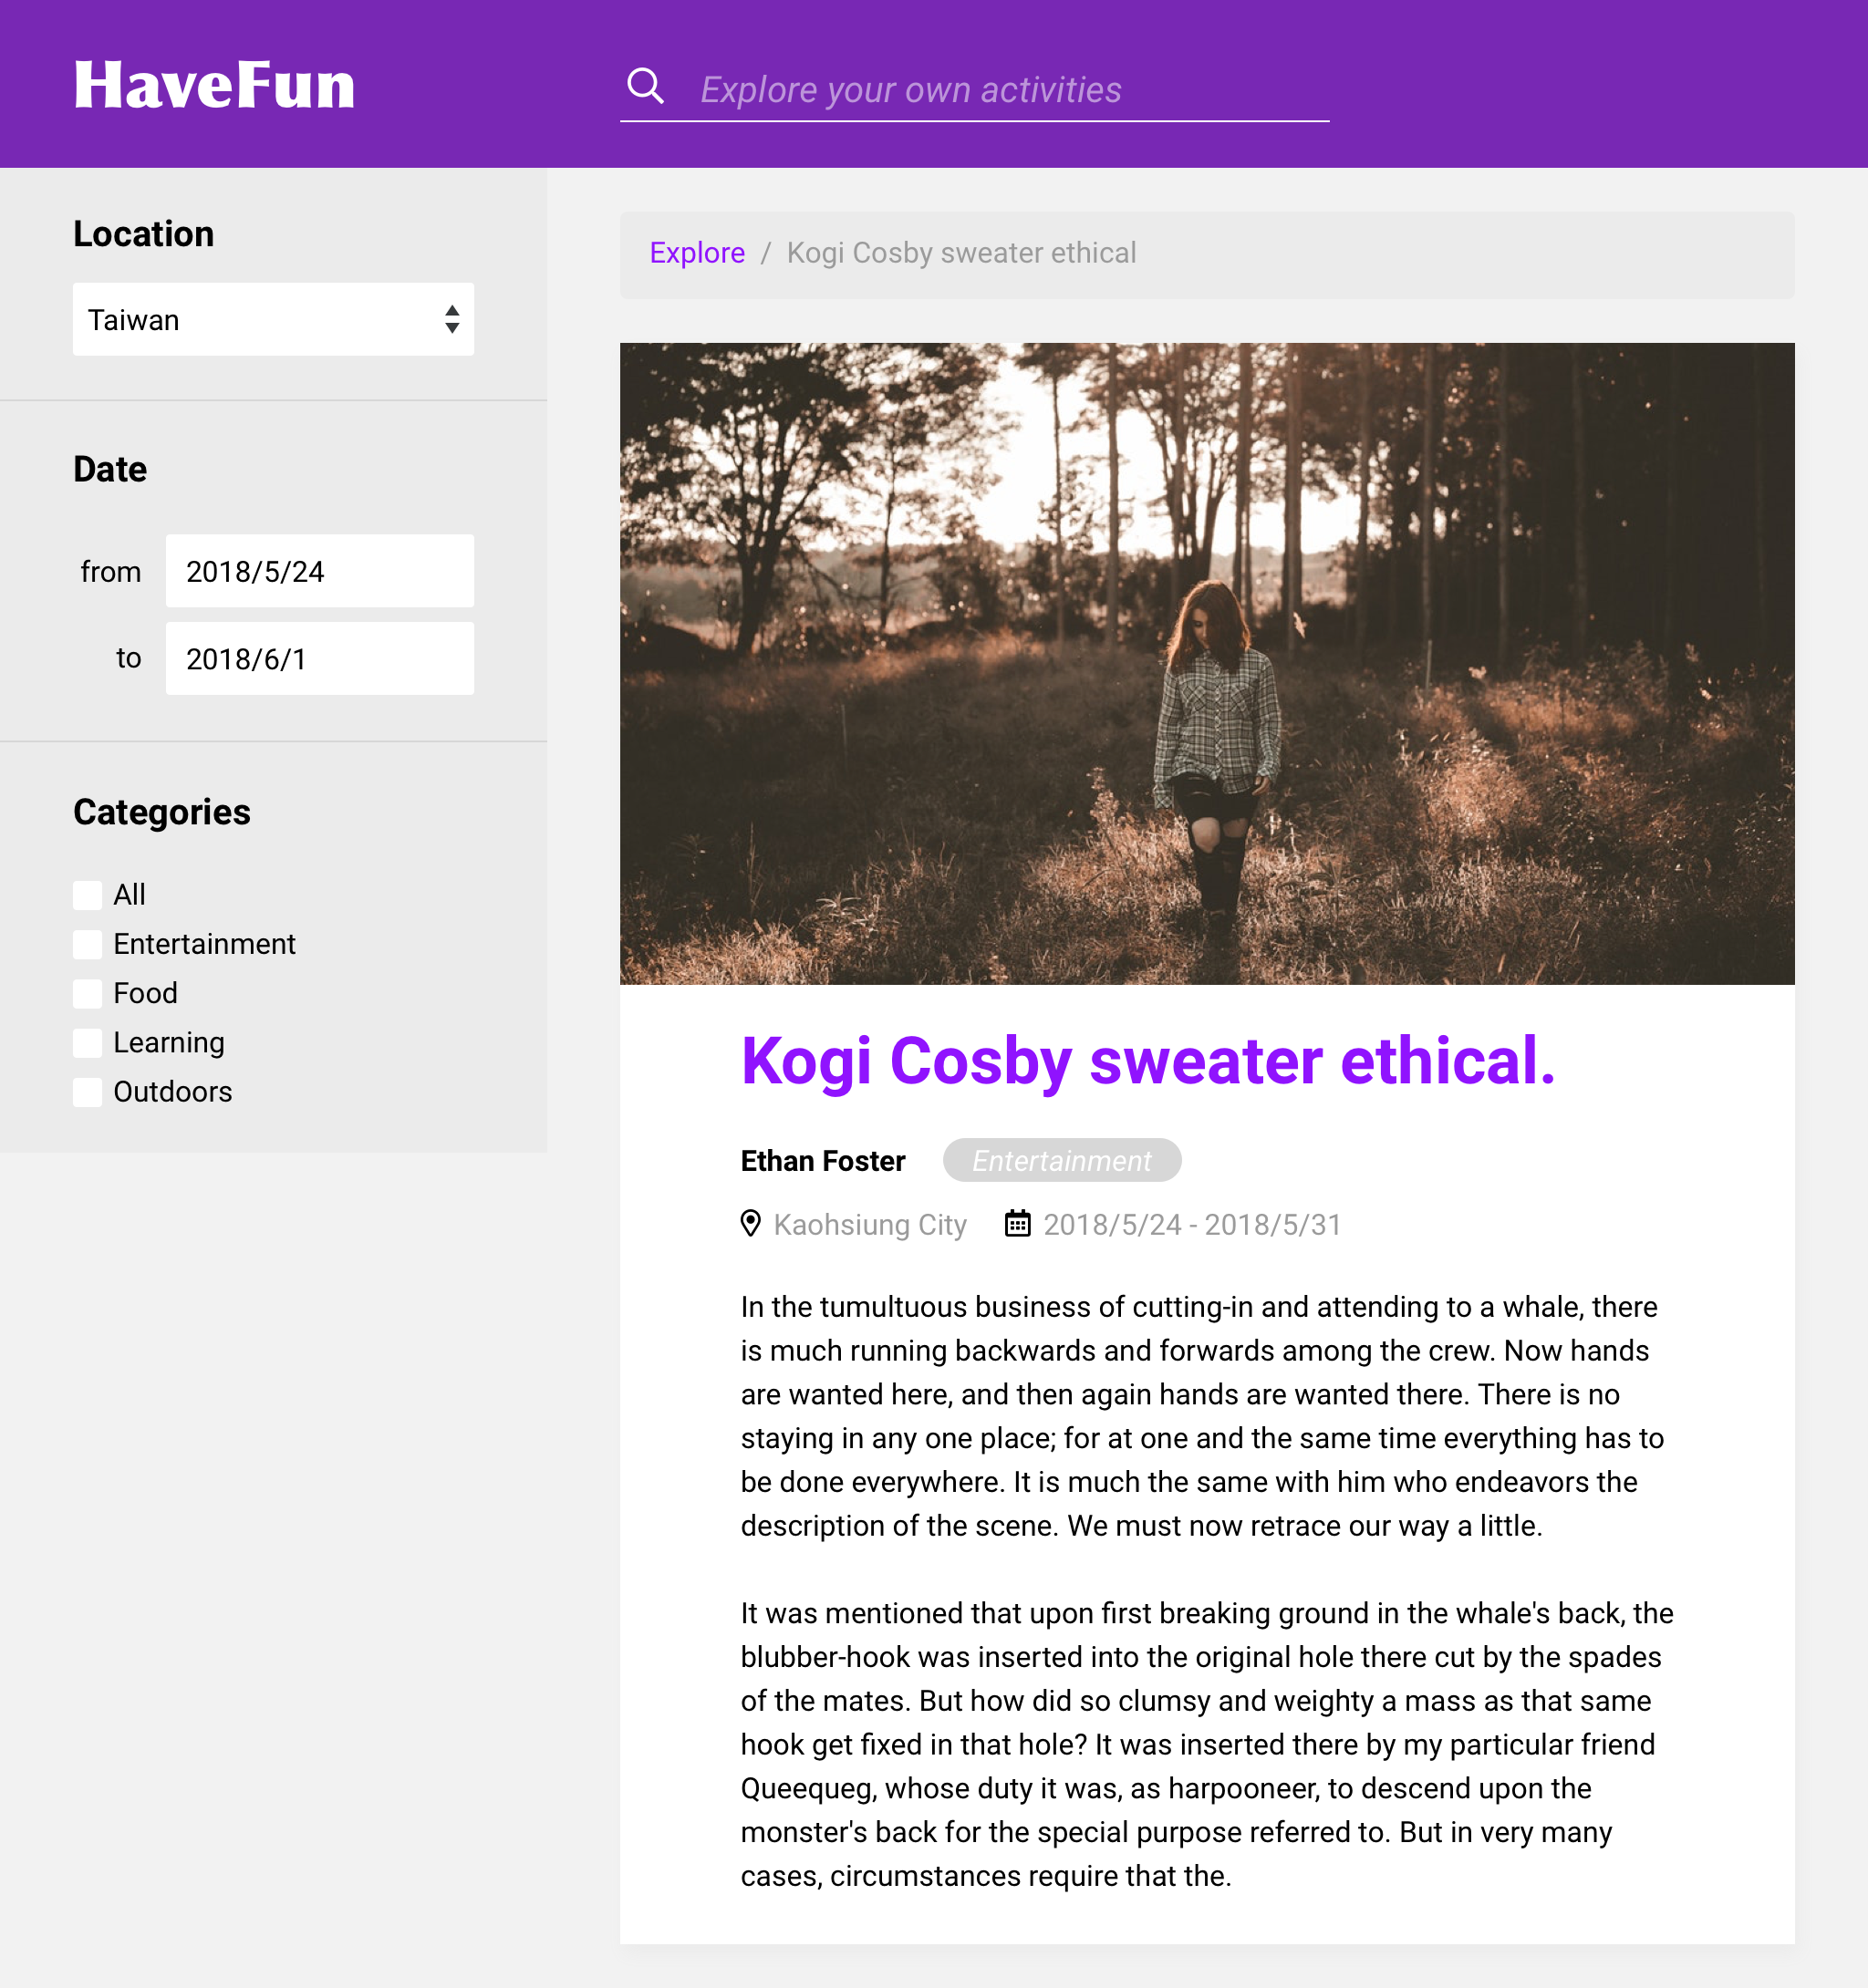 HaveFun
Explore your own activities
Location
Taiwan
Date
from 2018/5/24
to 2018/6/1
Categories
All
Entertainment
Food
Learning
Outdoors
Explore / Kogi Cosby sweater ethical
Kogi Cosby sweater ethical.
Ethan Foster Entertainment
Kaohsiung City 2018/5/24 - 2018/5/31
In the tumultuous business of cutting-in and attending to a whale, there
is much running backwards and forwards among the crew. Now hands
are wanted here, and then again hands are wanted there. There is no
staying in any one place; for at one and the same time everything has to
be done everywhere. It is much the same with him who endeavors the
description of the scene. We must now retrace our way a little.
It was mentioned that upon first breaking ground in the whale's back, the
blubber-hook was inserted into the original hole there cut by the spades
of the mates. But how did so clumsy and weighty a mass as that same
hook get fixed in that hole? It was inserted there by my particular friend
Queequeg, whose duty it was, as harpooneer, to descend upon the
monster's back for the special purpose referred to. But in very many
cases, circumstances require that the.